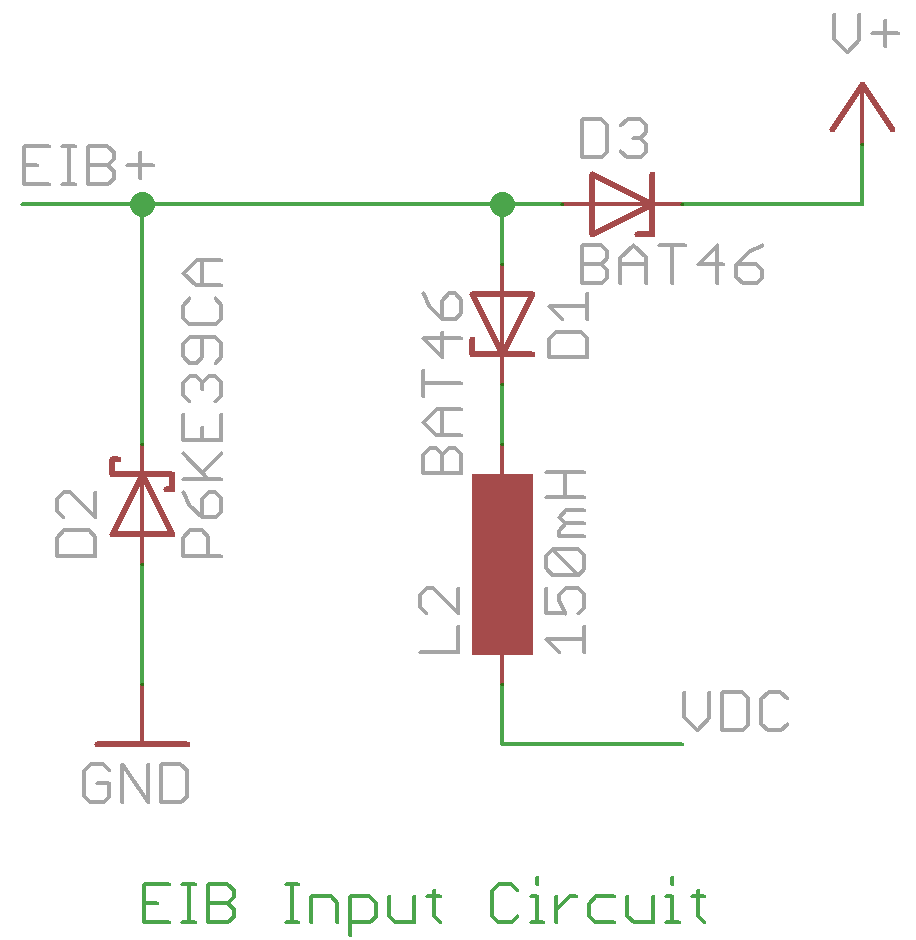 V+
D3
EIB+
BAT46
P6KE39CA
BAT46
D1
D2
L2
150mH
VDC
GND
EIB Input Circuit